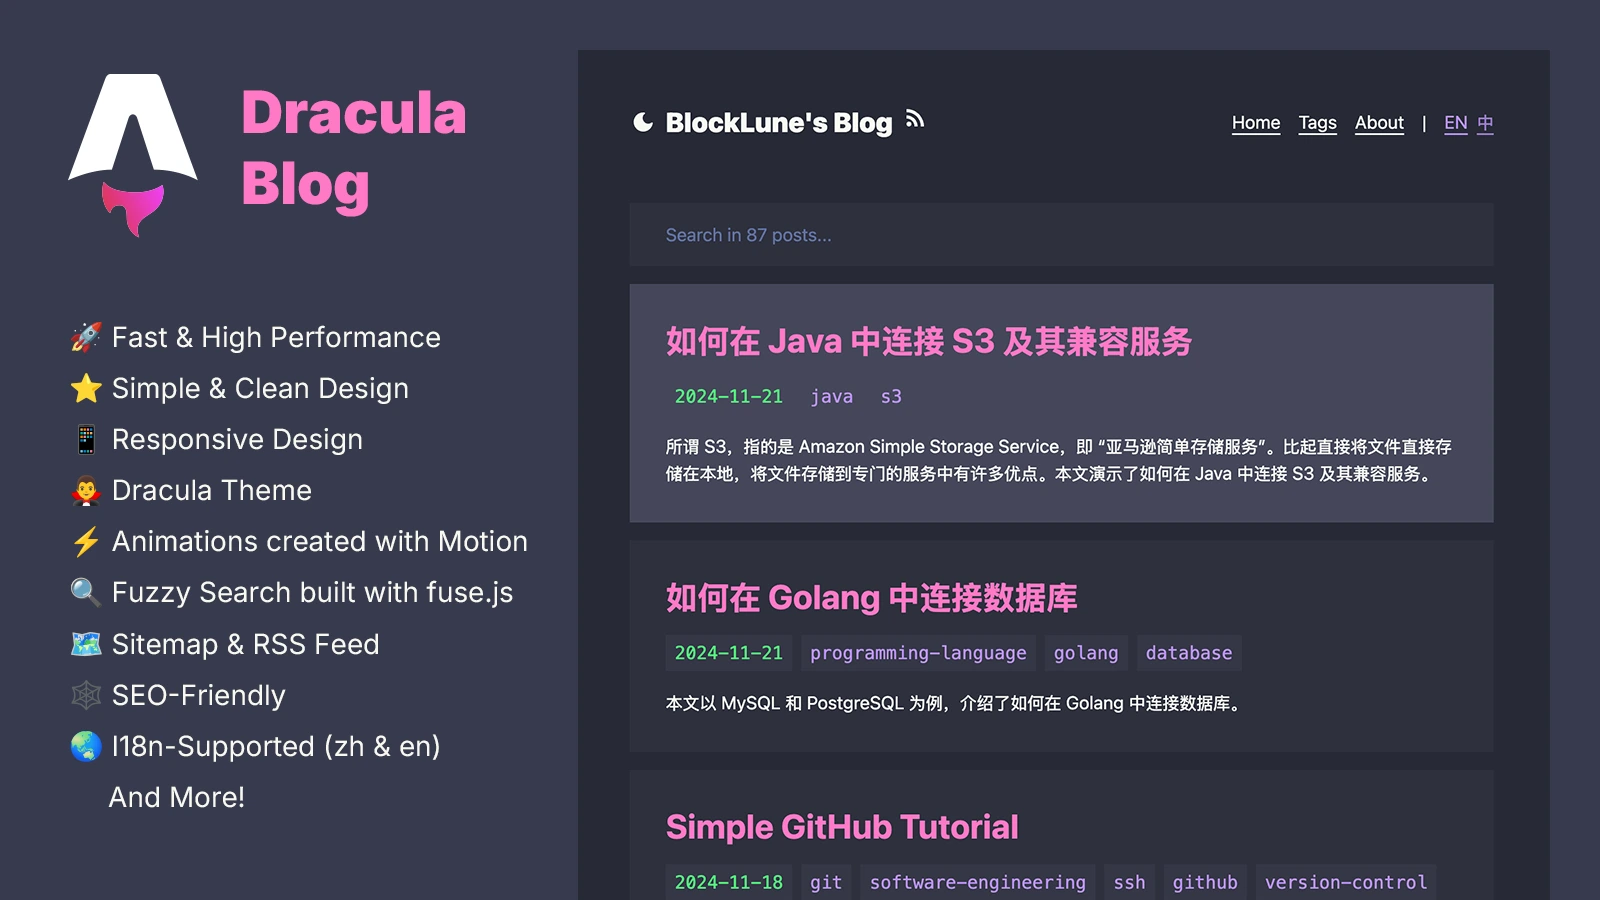 Dracula
Blog
Fast & High Performance
Simple & Clean Design
Responsive Design
Dracula Theme
Animations created with Motion
Fuzzy Search built with fuse.js
Sitemap & RSS Feed
SEO-Friendly
I18n-Supported (zh & en)
And More!
BlockLune's Blog
Home Tags About | EN 中
Search in 87 posts...
如何在 Java 中连接 S3 及其兼容服务
2024-11-21 java s3
所谓 S3，指的是 Amazon Simple Storage Service，即 “亚马逊简单存储服务”。比起直接将文件直接存
储在本地，将文件存储到专门的服务中有许多优点。本文演示了如何在 Java 中连接 S3 及其兼容服务。
如何在 Golang 中连接数据库
2024-11-21 programming-language golang database
本文以 MySQL 和 PostgreSQL 为例，介绍了如何在 Golang 中连接数据库。
Simple GitHub Tutorial
2024-11-18 git software-engineering ssh github version-control